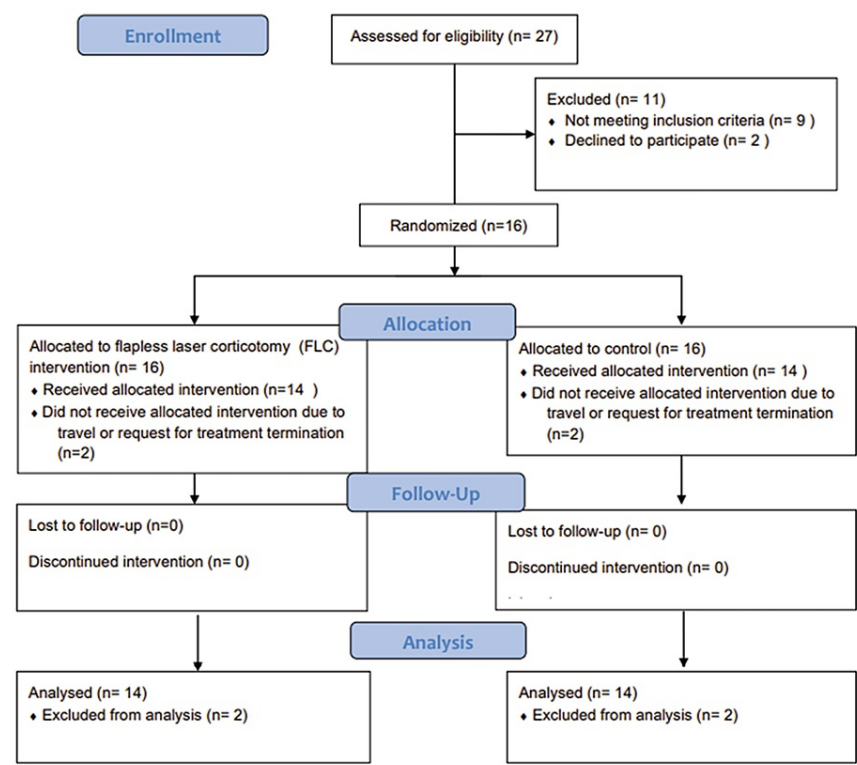 Enrollment
Assessed for eligibility (n= 27)
Excluded (n= 11)
♦ Not meeting inclusion criteria (n= 9 )
♦ Declined to participate (n= 2 )
Randomized (n=16)
Allocation
Allocated to flapless laser corticotomy (FLC)
intervention (n= 16)
♦ Received allocated intervention (n=14 )
♦ Did not receive allocated intervention due to
travel or request for treatment termination
(n=2)
Allocated to control (n= 16)
♦ Received allocated intervention (n= 14 )
♦ Did not receive allocated intervention due to
travel or request for treatment termination
(n=2)
Follow-Up
Lost to follow-up (n=0)
Discontinued intervention (n= 0)
Lost to follow-up (n= 0)
Discontinued intervention (n= 0)
Analysis
Analysed (n= 14)
♦ Excluded from analysis (n= 2)
Analysed (n= 14)
♦ Excluded from analysis (n= 2)